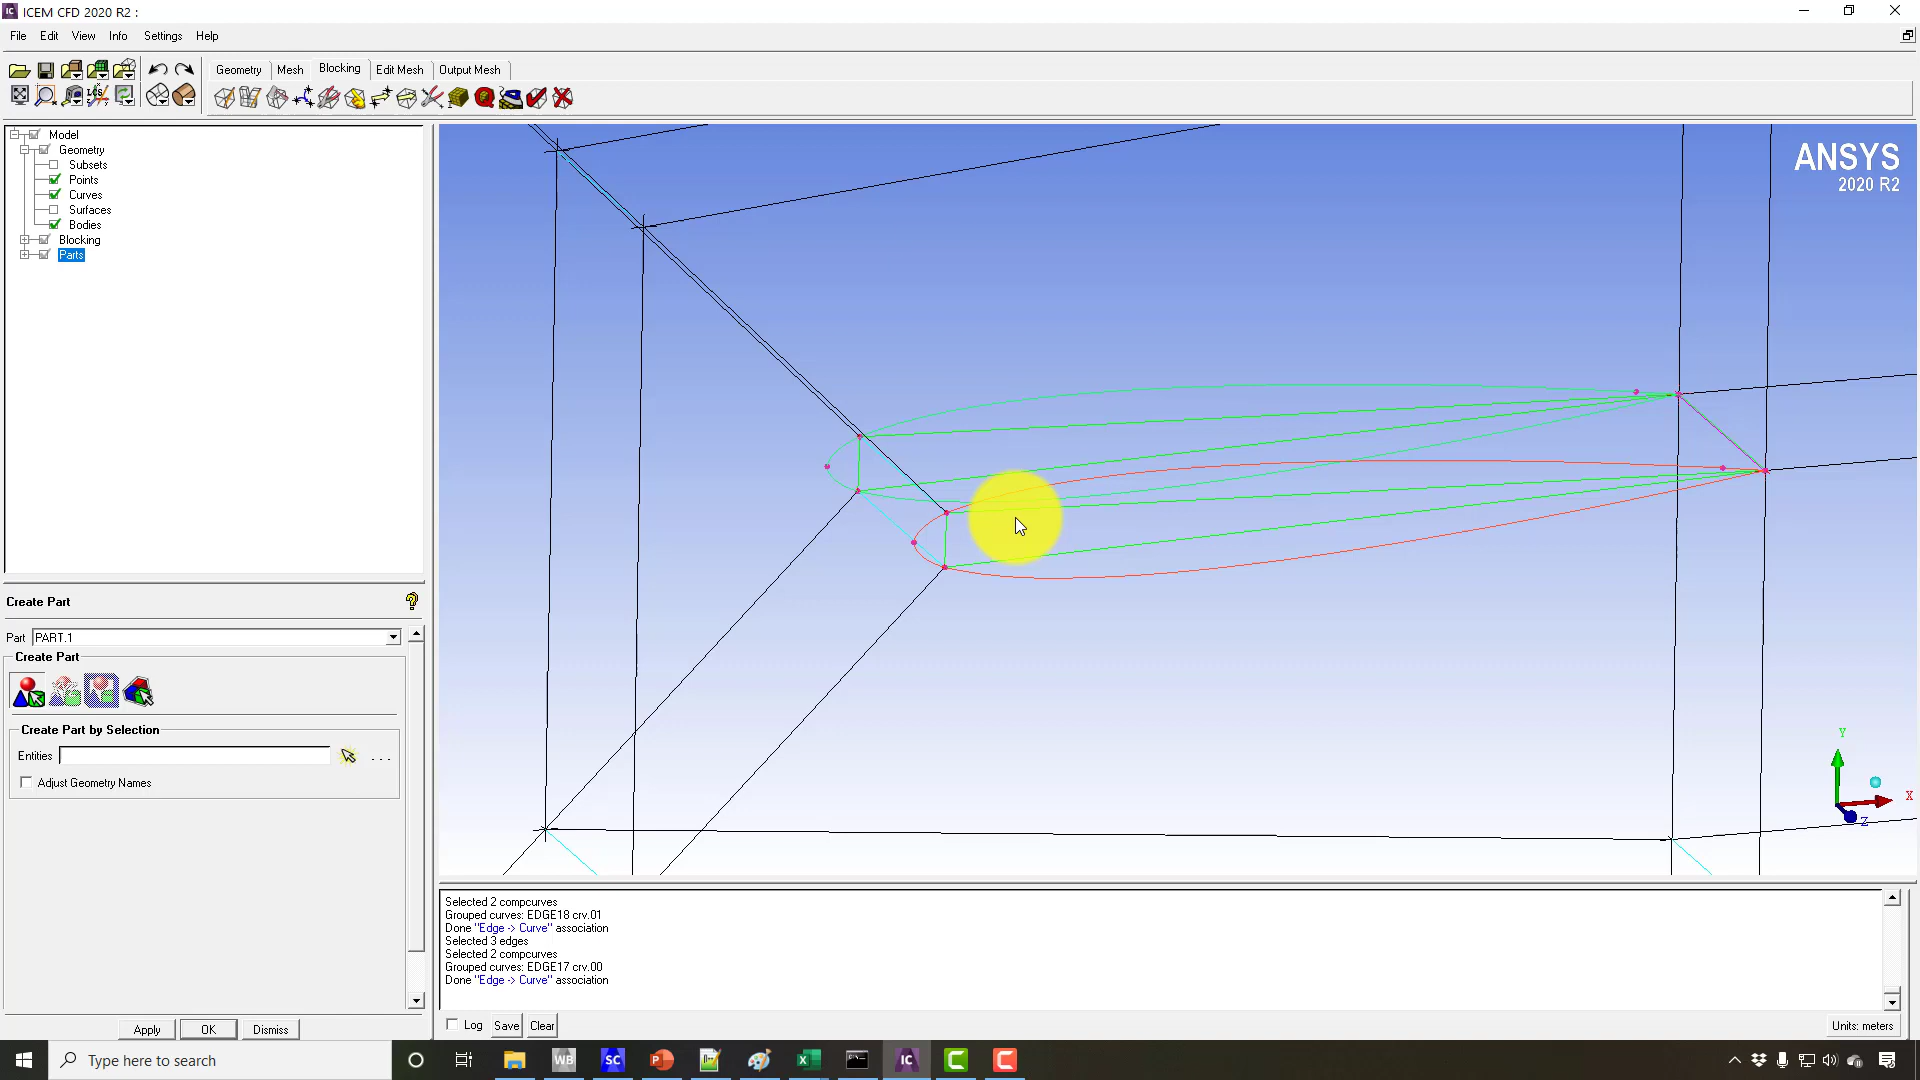 ICEM CFD 2020 R2 :
File Edit View Info Settings Help
Geometry Mesh Blocking Edit Mesh Output Mesh
LCS
Model
Geometry
Subsets
Points
Curves
Surfaces
Bodies
Blocking
Parts
ANSYS
2020 R2
Create Part
Part PART.1
Create Part
Create Part by Selection
Entities ...
Adjust Geometry Names
Apply OK Dismiss
Y
X
Z
Selected 2 compcurves
Grouped curves: EDGE18 crv.01
Done "Edge -> Curve" association
Selected 3 edges
Selected 2 compcurves
Grouped curves: EDGE17 crv.00
Done "Edge -> Curve" association
Log Save Clear
Units: meters
Type here to search
WB SC IC